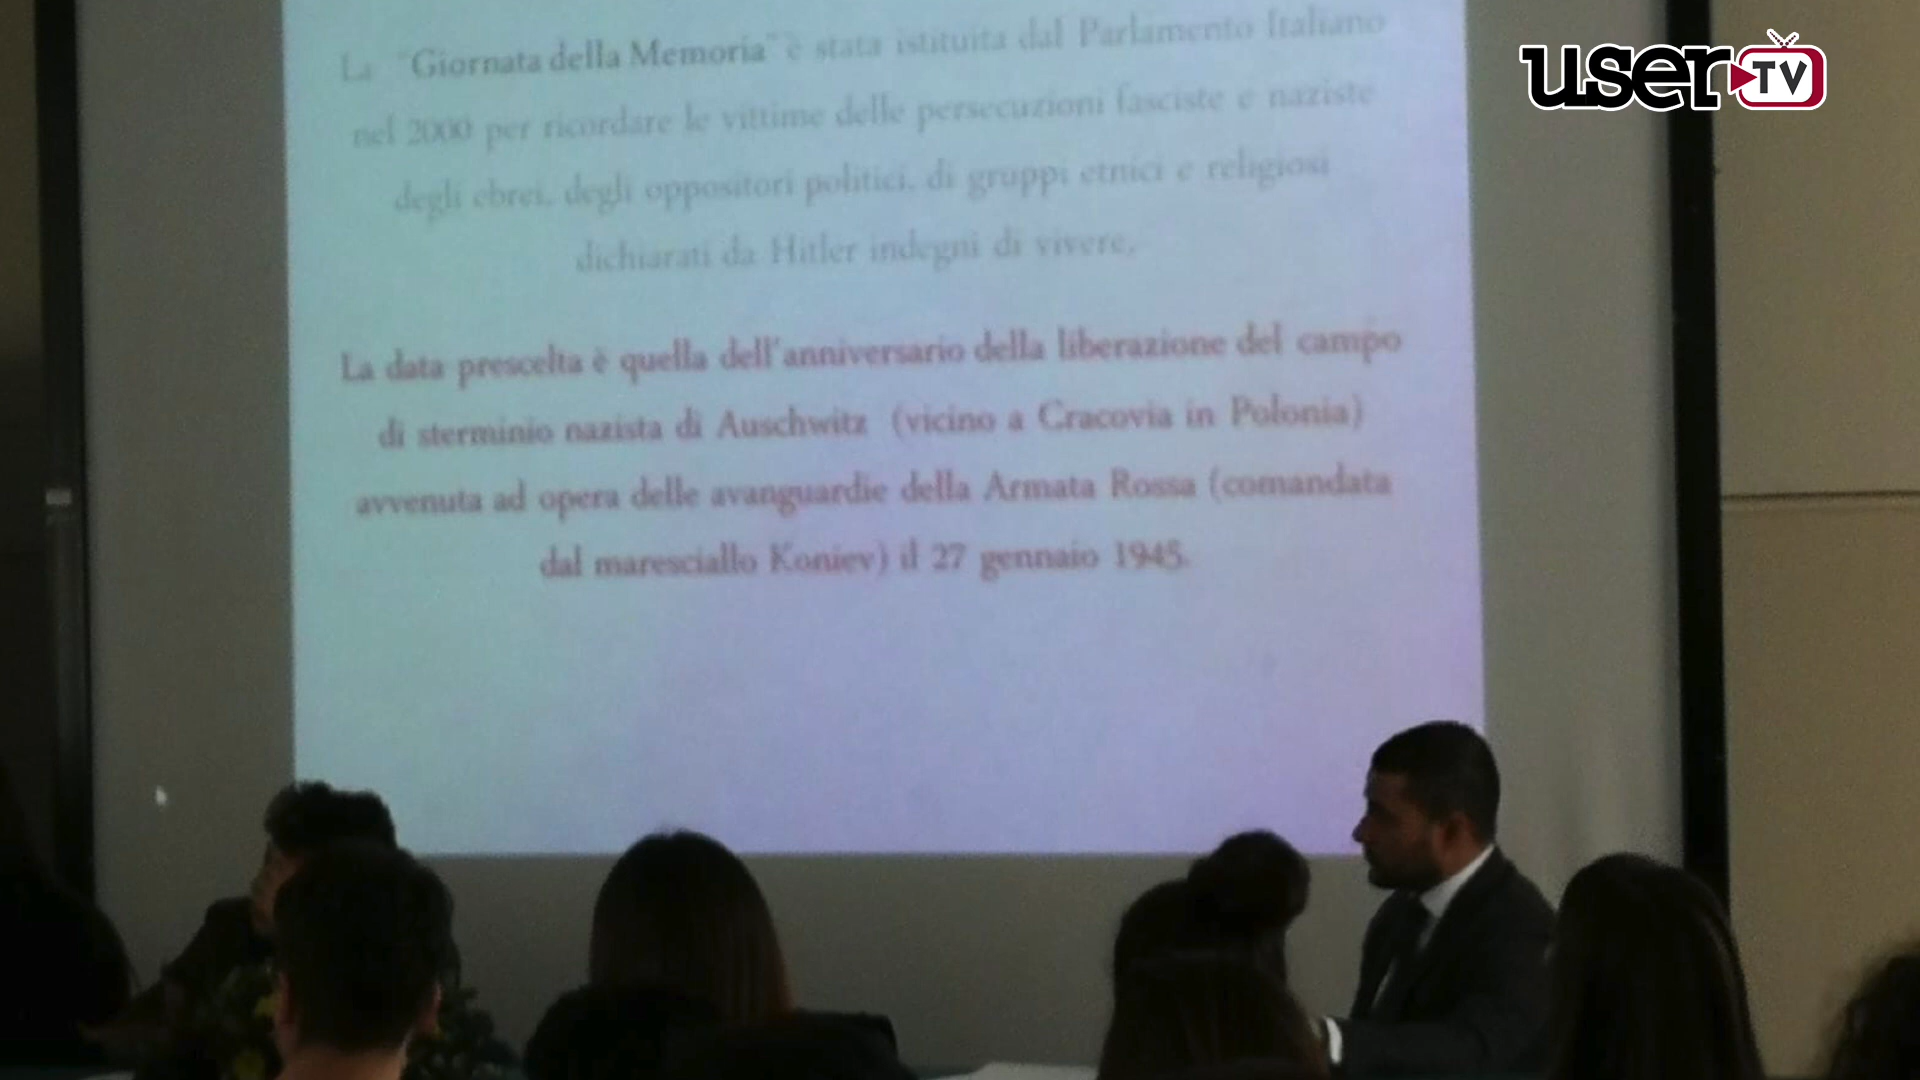 user TV
La "Giornata della Memoria" è stata istituita dal Parlamento Italiano
nel 2000 per ricordare le vittime delle persecuzioni fasciste e naziste
degli ebrei, degli oppositori politici, di gruppi etnici e religiosi
dichiarati da Hitler indegni di vivere.
La data prescelta è quella dell'anniversario della liberazione del campo
di sterminio nazista di Auschwitz (vicino a Cracovia in Polonia)
avvenuta ad opera delle avanguardie della Armata Rossa (comandata
dal maresciallo Koniev) il 27 gennaio 1945.